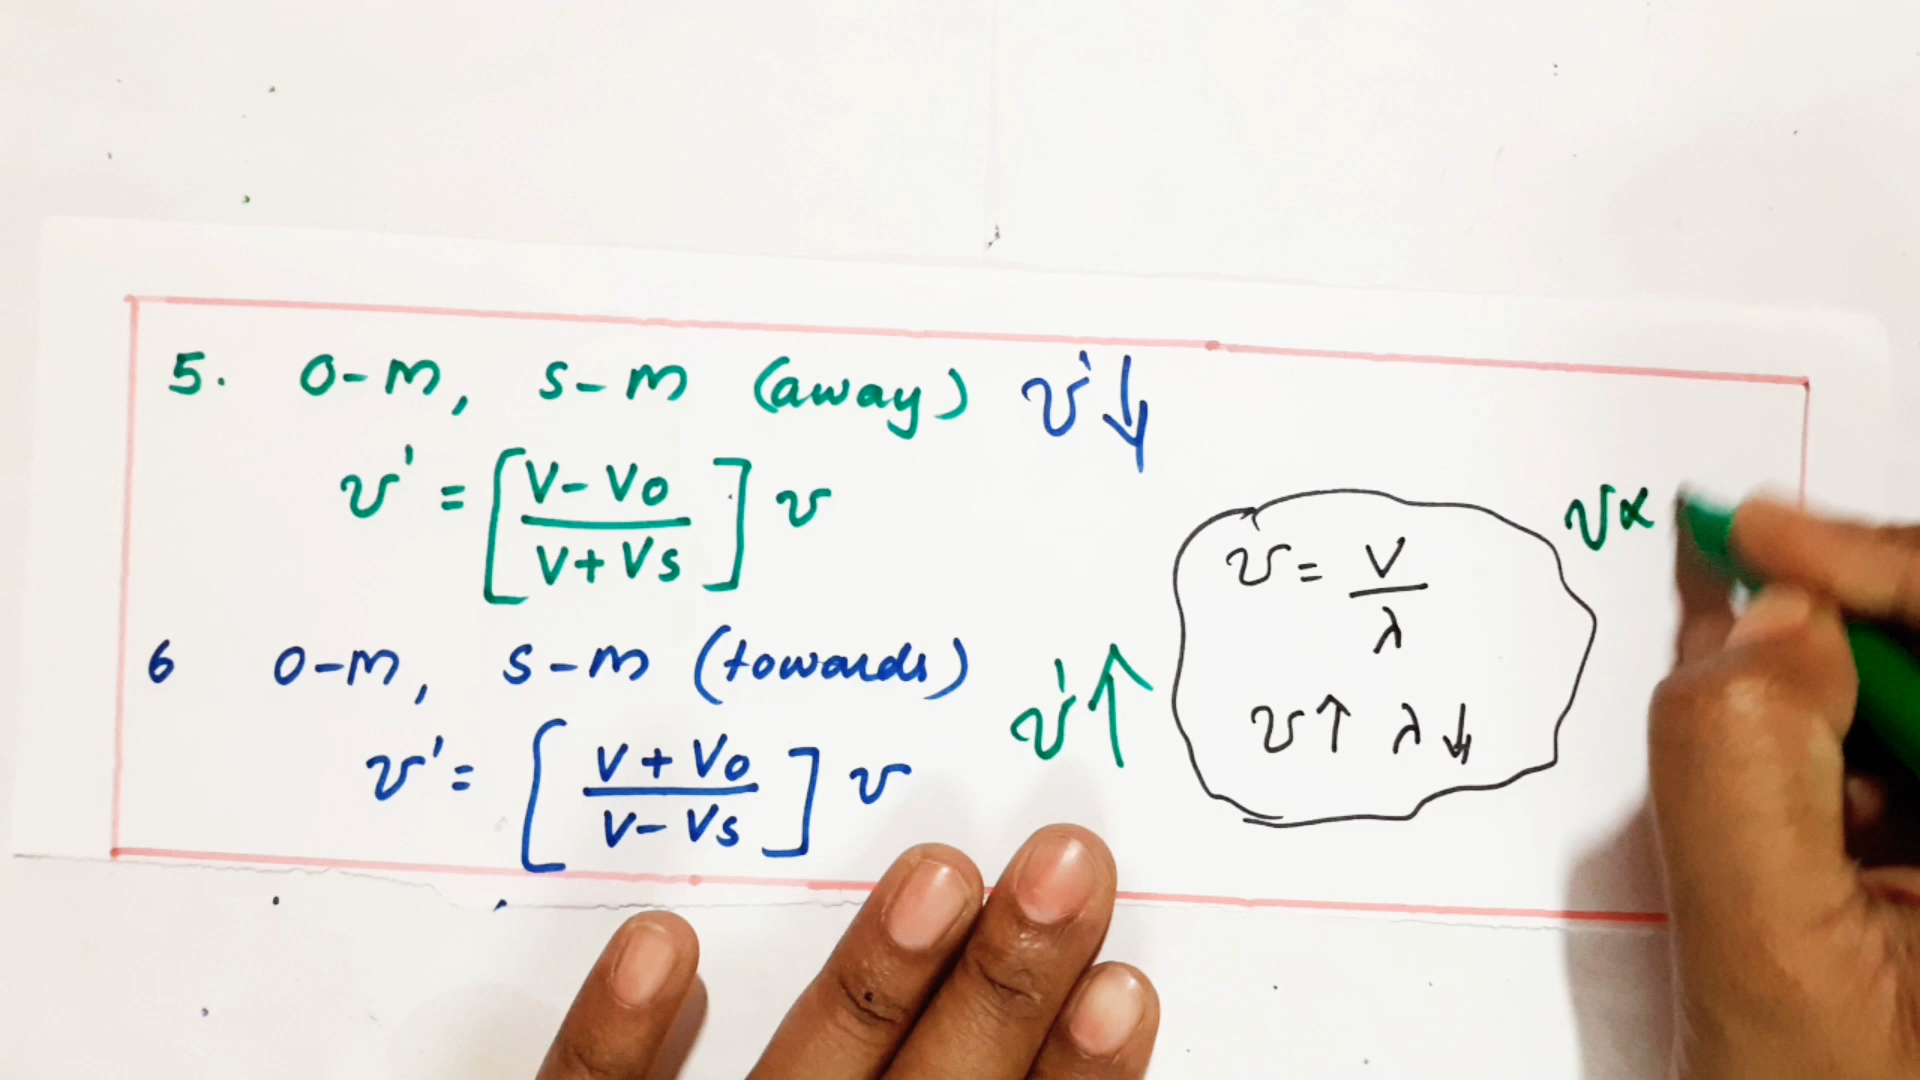 5. O-m, S-m (away) ν'↓
ν' = [V-Vo / V+Vs] ν
6 O-m, S-m (towards) ν'↑
ν' = [V+Vo / V-Vs] ν
ν = V / λ
ν↑ λ↓
ν∝